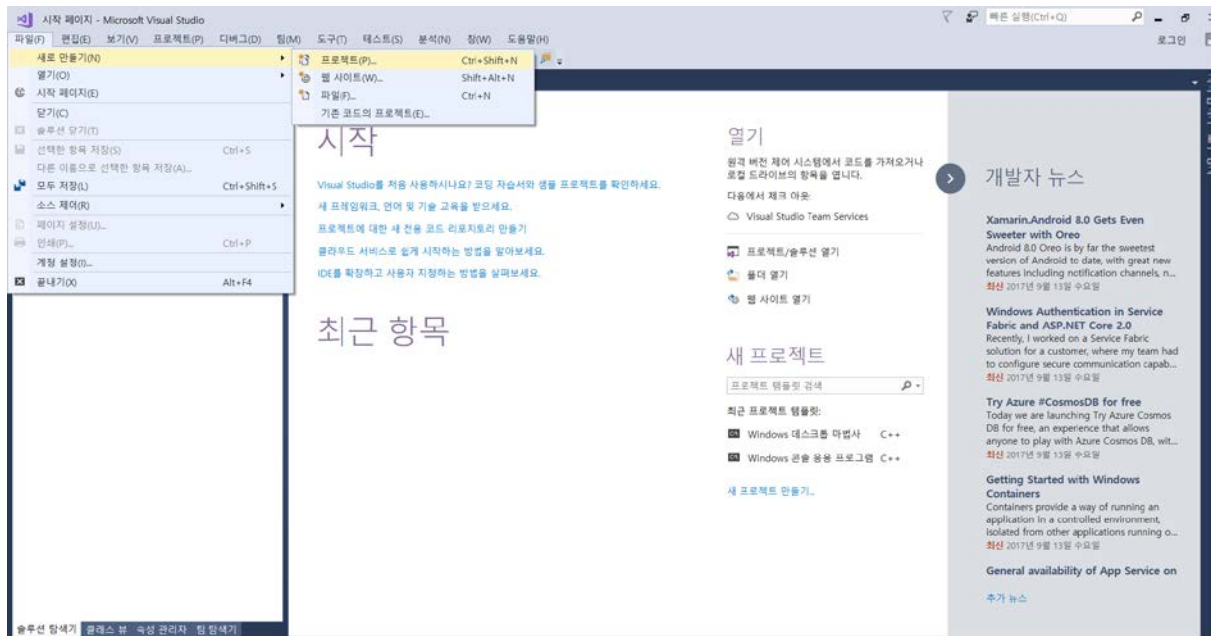 시작 페이지 - Microsoft Visual Studio
빠른 실행(Ctrl+Q)
파일(F) 편집(E) 보기(V) 프로젝트(P) 디버그(D) 팀(M) 도구(T) 테스트(S) 분석(N) 창(W) 도움말(H)
로그인
새로 만들기(N)
열기(O)
시작 페이지(E)
닫기(C)
솔루션 닫기(T)
선택한 항목 저장(S) Ctrl+S
다른 이름으로 선택한 항목 저장(A)...
모두 저장(L) Ctrl+Shift+S
소스 제어(R)
페이지 설정(U)...
인쇄(P)... Ctrl+P
계정 설정(I)...
끝내기(X) Alt+F4
프로젝트(P)... Ctrl+Shift+N
웹 사이트(W)... Shift+Alt+N
파일(F)... Ctrl+N
기존 코드의 프로젝트(E)...
시작
Visual Studio를 처음 사용하시나요? 코딩 자습서와 샘플 프로젝트를 확인하세요.
새 프레임워크, 언어 및 기술 교육을 받으세요.
프로젝트에 대한 새 전용 코드 리포지토리 만들기
클라우드 서비스로 쉽게 시작하는 방법을 알아보세요.
IDE를 확장하고 사용자 지정하는 방법을 살펴보세요.
최근 항목
열기
원격 버전 제어 시스템에서 코드를 가져오거나
로컬 드라이브의 항목을 엽니다.
다음에서 체크 아웃:
Visual Studio Team Services
프로젝트/솔루션 열기
폴더 열기
웹 사이트 열기
새 프로젝트
프로젝트 템플릿 검색
최근 프로젝트 템플릿:
Windows 데스크톱 마법사 C++
Windows 콘솔 응용 프로그램 C++
새 프로젝트 만들기...
개발자 뉴스
Xamarin.Android 8.0 Gets Even
Sweeter with Oreo
Android 8.0 Oreo is by far the sweetest
version of Android to date, with great new
features including notification channels, n...
최신 2017년 9월 13일 수요일
Windows Authentication in Service
Fabric and ASP.NET Core 2.0
Recently, I worked on a Service Fabric
solution for a customer, where my team had
to configure secure communication capab...
최신 2017년 9월 13일 수요일
Try Azure #CosmosDB for free
Today we are launching Try Azure Cosmos
DB for free, an experience that allows
anyone to play with Azure Cosmos DB, wit...
최신 2017년 9월 13일 수요일
Getting Started with Windows
Containers
Containers provide a way of running an
application in a controlled environment,
isolated from other applications running o...
최신 2017년 9월 13일 수요일
General availability of App Service on
추가 뉴스
솔루션 탐색기 클래스 뷰 속성 관리자 팀 탐색기